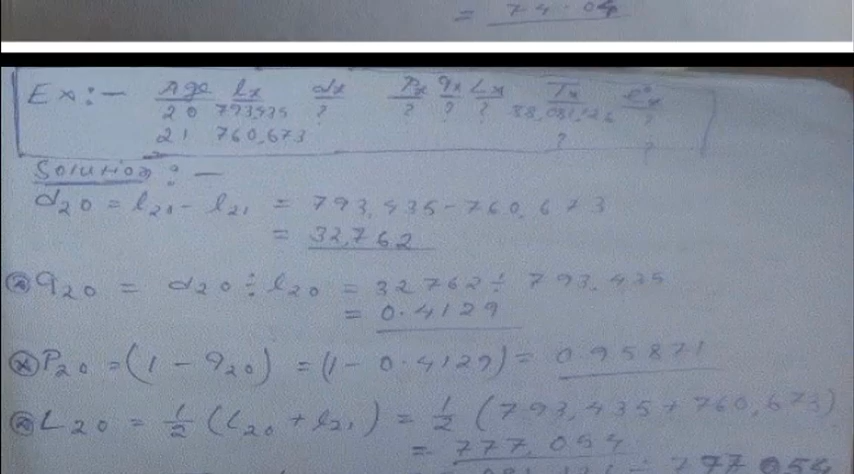 = 74.04
Ex:- Age lx dx Px qx Lx Tx e°x
20 793,435 ? ? ? ? 38,081,126 ?
21 760,673 ? ?
Solution:-
d20 = l20 - l21 = 793,435-760,673
= 32,762
q20 = d20 ÷ l20 = 32762 ÷ 793,435
= 0.4129
P20 = (1 - q20) = (1 - 0.4129) = 0.95871
L20 = 1/2 (l20 + l21) = 1/2 (793,435 + 760,673)
= 777,054
777,054